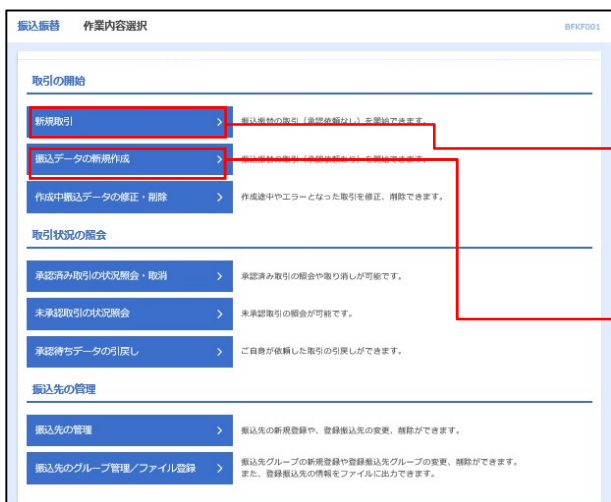 振込振替 作業内容選択 BFKF001
取引の開始
新規取引 > 振込振替の取引（承認依頼なし）を開始できます。
振込データの新規作成 > 振込振替の取引（承認依頼あり）を開始できます。
作成中振込データの修正・削除 > 作成途中やエラーとなった取引を修正、削除できます。
取引状況の照会
承認済み取引の状況照会・取消 > 承認済み取引の照会や取り消しが可能です。
未承認取引の状況照会 > 未承認取引の照会が可能です。
承認待ちデータの引戻し > ご自身が依頼した取引の引戻しができます。
振込先の管理
振込先の管理 > 振込先の新規登録や、登録振込先の変更、削除ができます。
振込先のグループ管理／ファイル登録 > 振込先グループの新規登録や登録振込先グループの変更、削除ができます。
また、登録振込先の情報をファイルに出力できます。